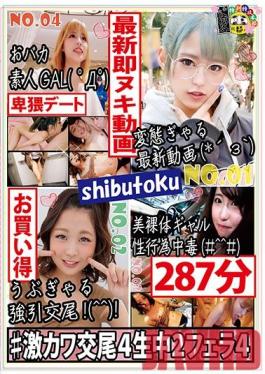 NO.04
おバカ
素人GAL(ﾟДﾟ)
卑猥デート
最新即ヌキ動画
変態ぎゃる
最新動画(*´з`)
NO.01
shibutoku
お買い得
NO.02
うぶぎゃる
強引交尾!(^^)!
美裸体ギャル
性行為中毒(#^^#)
287分
#激カワ交尾4生中2フェラ4